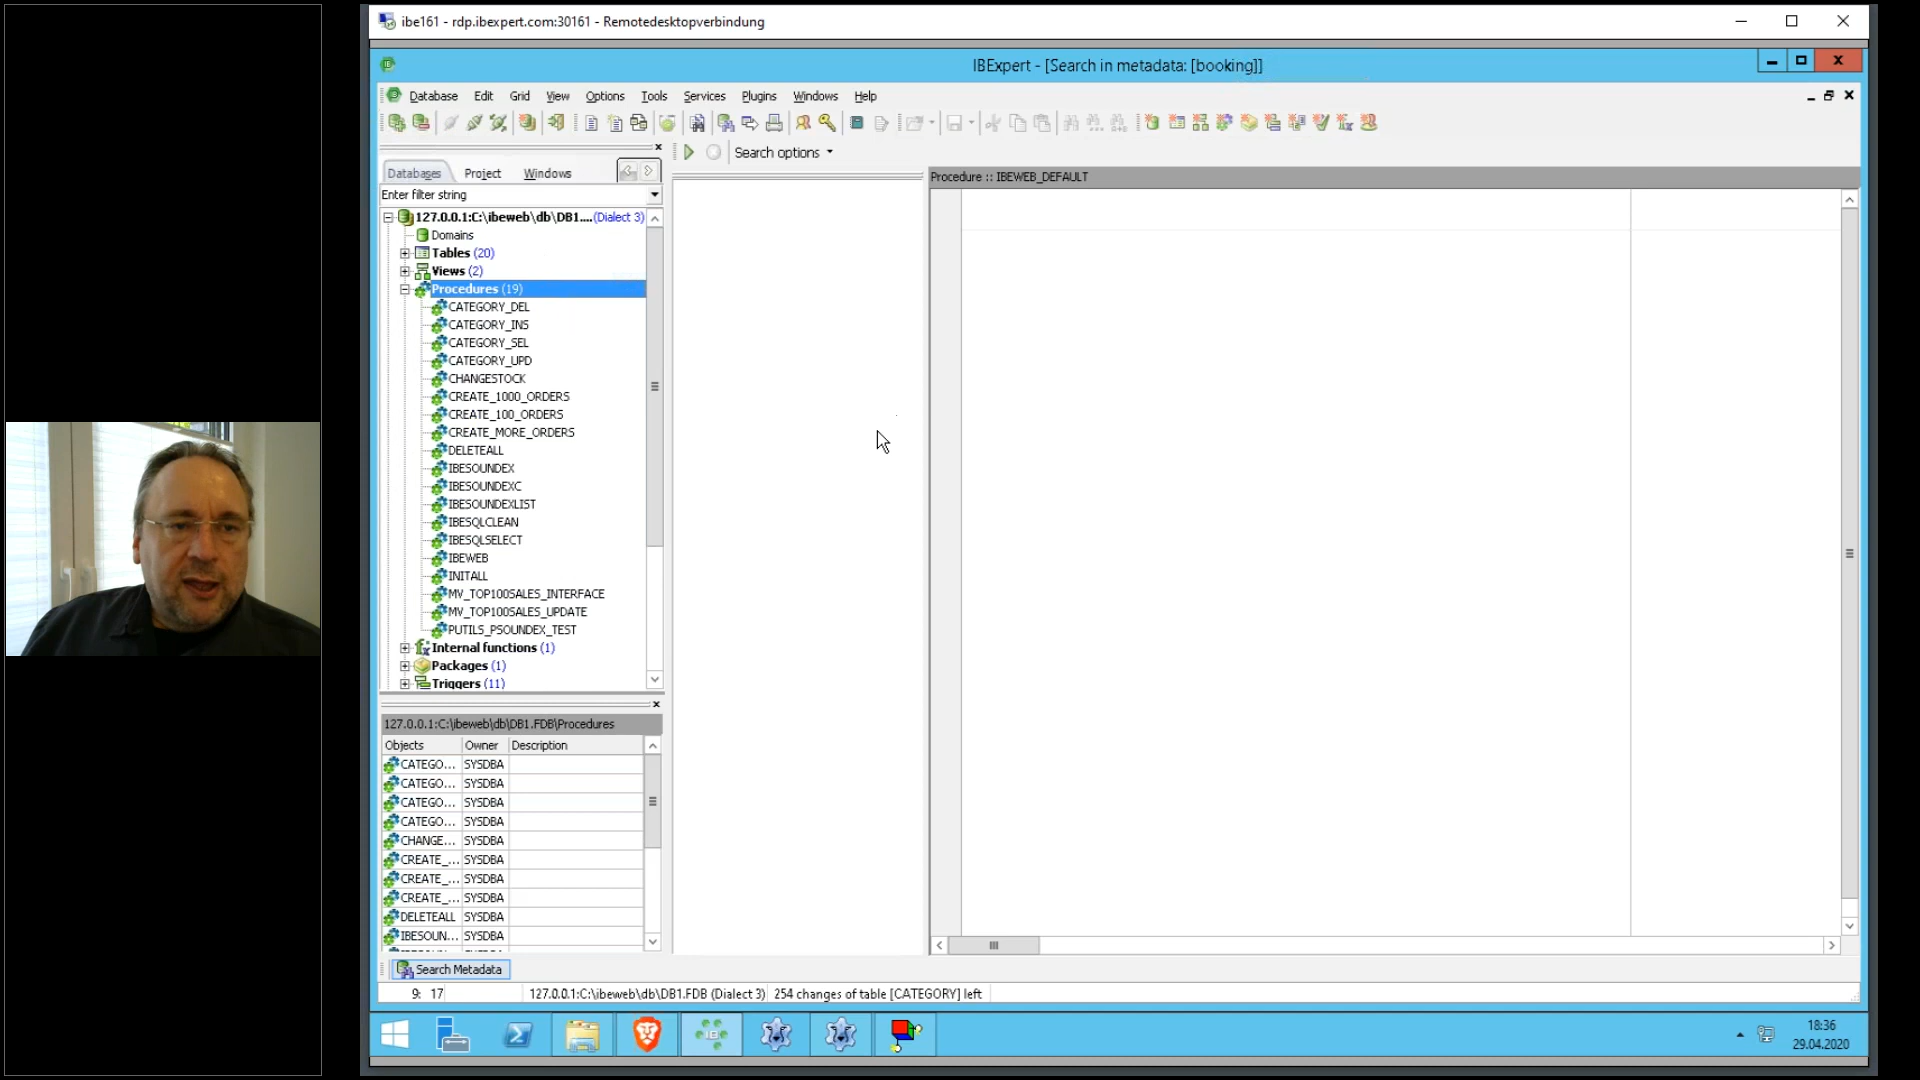 ibe161 - rdp.ibexpert.com:30161 - Remotedesktopverbindung
IBExpert - [Search in metadata: [booking]]
Database Edit Grid View Options Tools Services Plugins Windows Help
Search options
Databases Project Windows
Enter filter string
Procedure :: IBEWEB_DEFAULT
127.0.0.1:C:\ibeweb\db\DB1.... (Dialect 3)
Domains
Tables (20)
Views (2)
Procedures (19)
CATEGORY_DEL
CATEGORY_INS
CATEGORY_SEL
CATEGORY_UPD
CHANGESTOCK
CREATE_1000_ORDERS
CREATE_100_ORDERS
CREATE_MORE_ORDERS
DELETEALL
IBESOUNDEX
IBESOUNDEXC
IBESOUNDEXLIST
IBESQLCLEAN
IBESQLSELECT
IBEWEB
INITALL
MV_TOP100SALES_INTERFACE
MV_TOP100SALES_UPDATE
PUTILS_PSOUNDEX_TEST
Internal functions (1)
Packages (1)
Triggers (11)
127.0.0.1:C:\ibeweb\db\DB1.FDB\Procedures
Objects Owner Description
CATEGO... SYSDBA
CATEGO... SYSDBA
CATEGO... SYSDBA
CATEGO... SYSDBA
CHANGE... SYSDBA
CREATE_... SYSDBA
CREATE_... SYSDBA
CREATE_... SYSDBA
DELETEALL SYSDBA
IBESOUN... SYSDBA
Search Metadata
9: 17 127.0.0.1:C:\ibeweb\db\DB1.FDB (Dialect 3) 254 changes of table [CATEGORY] left
18:36
29.04.2020